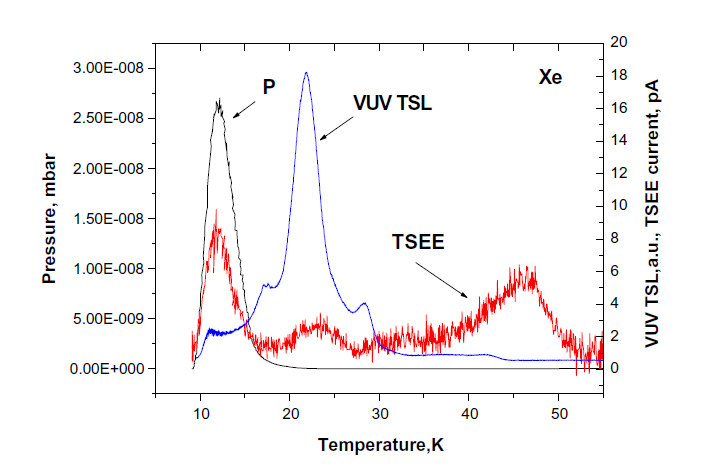 20
3.00E-008
Xe
18
P
VUV TSL
16
2.50E-008
14
2.00E-008
12
10
1.50E-008
TSEE
8
1.00E-008
6
4
5.00E-009
2
0.00E+000
0
10 20 30 40 50
Temperature,K
Pressure, mbar
VUV TSL,a.u., TSEE current, pA